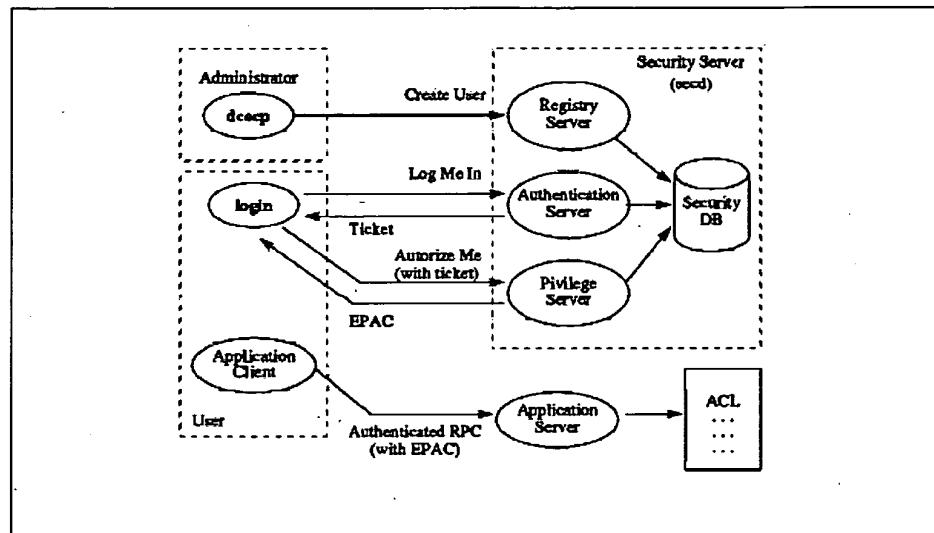 Administrator
dcecp
Create User
Security Server
(secd)
Registry
Server
Log Me In
login
Authentication
Server
Ticket
Security
DB
Autorize Me
(with ticket)
Pivilege
Server
EPAC
Application
Client
User
Authenticated RPC
(with EPAC)
Application
Server
ACL
. . .
. . .
. . .